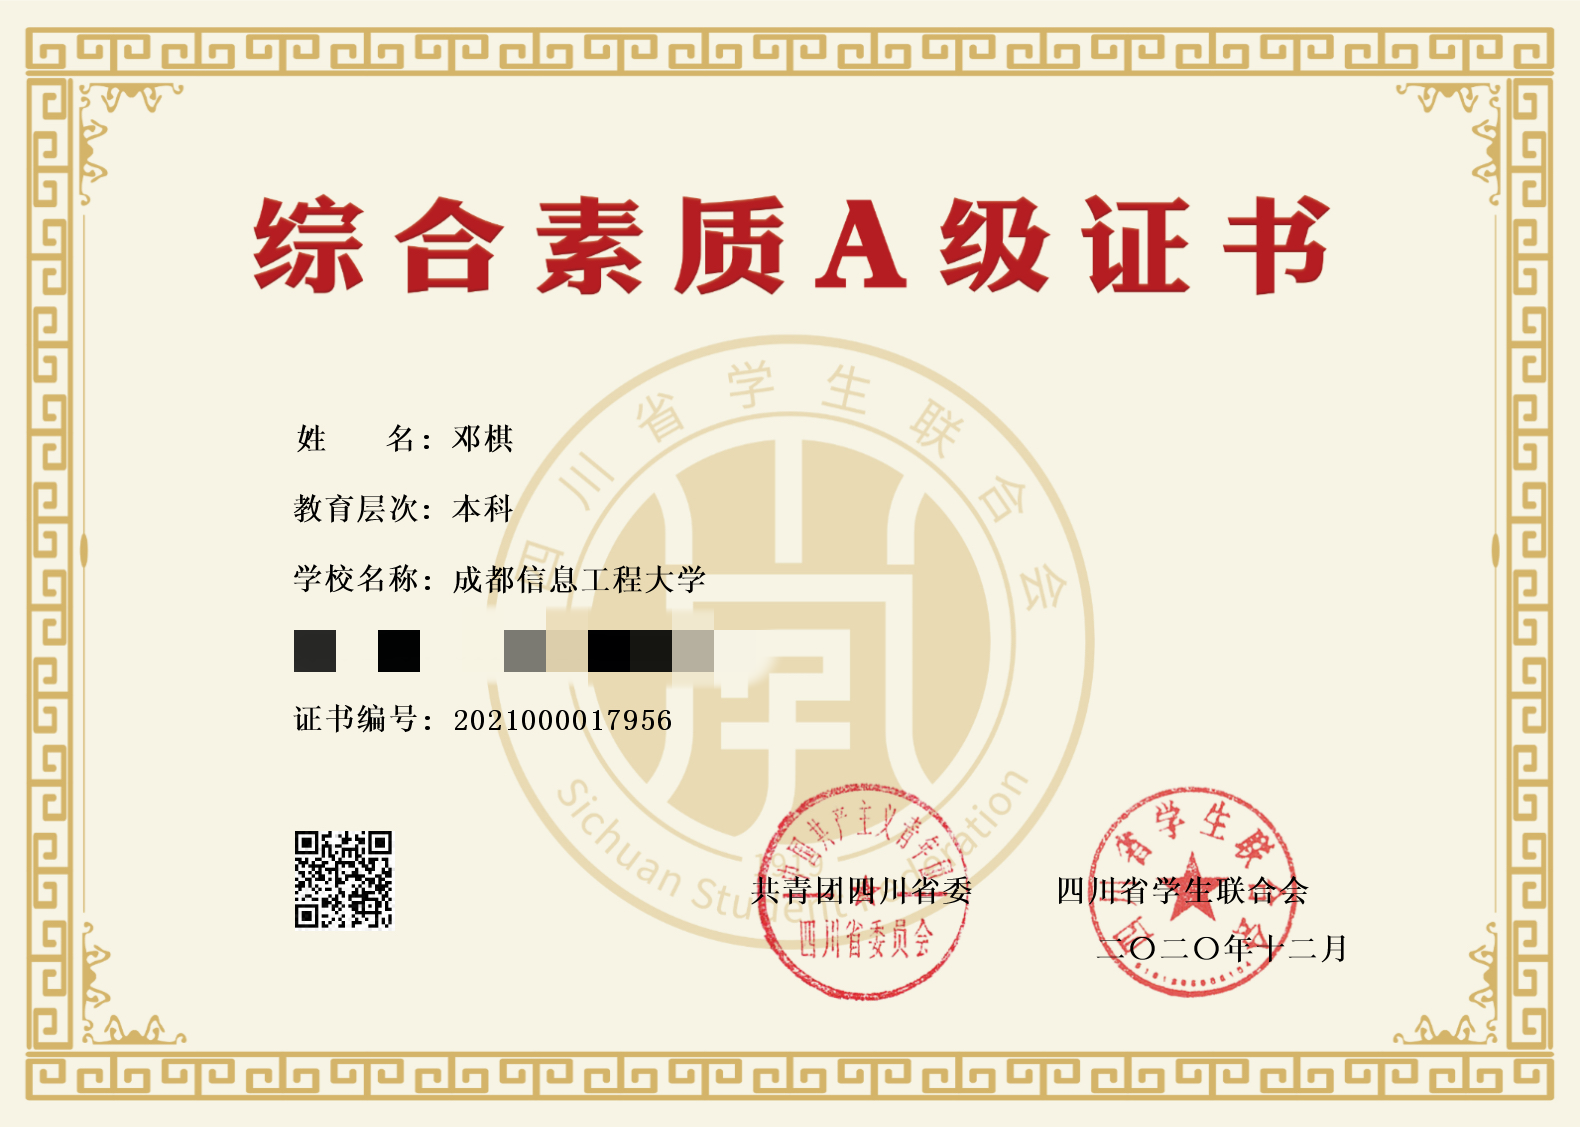 综合素质A级证书
四川省学生联合会
姓 名：邓棋
教育层次：本科
学校名称：成都信息工程大学
证书编号：2021000017956
Sichuan Student Federation
中国共产主义青年团
四川省委员会
共青团四川省委
四川省学生联合会
四川省学生联合会
二〇二〇年十二月